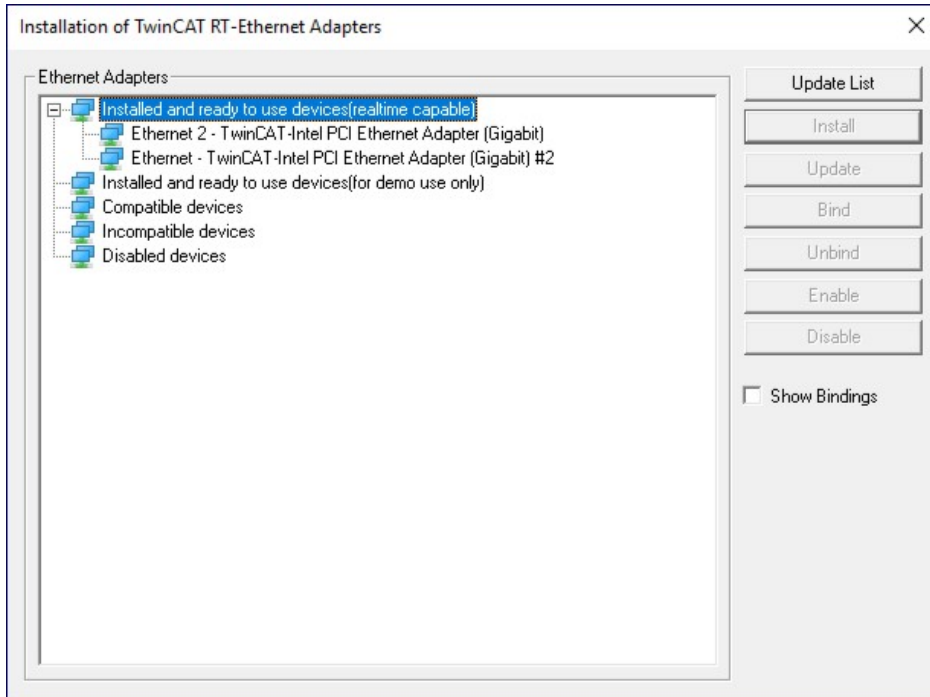 Installation of TwinCAT RT-Ethernet Adapters
Ethernet Adapters
Installed and ready to use devices(realtime capable)
Ethernet 2 - TwinCAT-Intel PCI Ethernet Adapter (Gigabit)
Ethernet - TwinCAT-Intel PCI Ethernet Adapter (Gigabit) #2
Installed and ready to use devices(for demo use only)
Compatible devices
Incompatible devices
Disabled devices
Update List
Install
Update
Bind
Unbind
Enable
Disable
Show Bindings